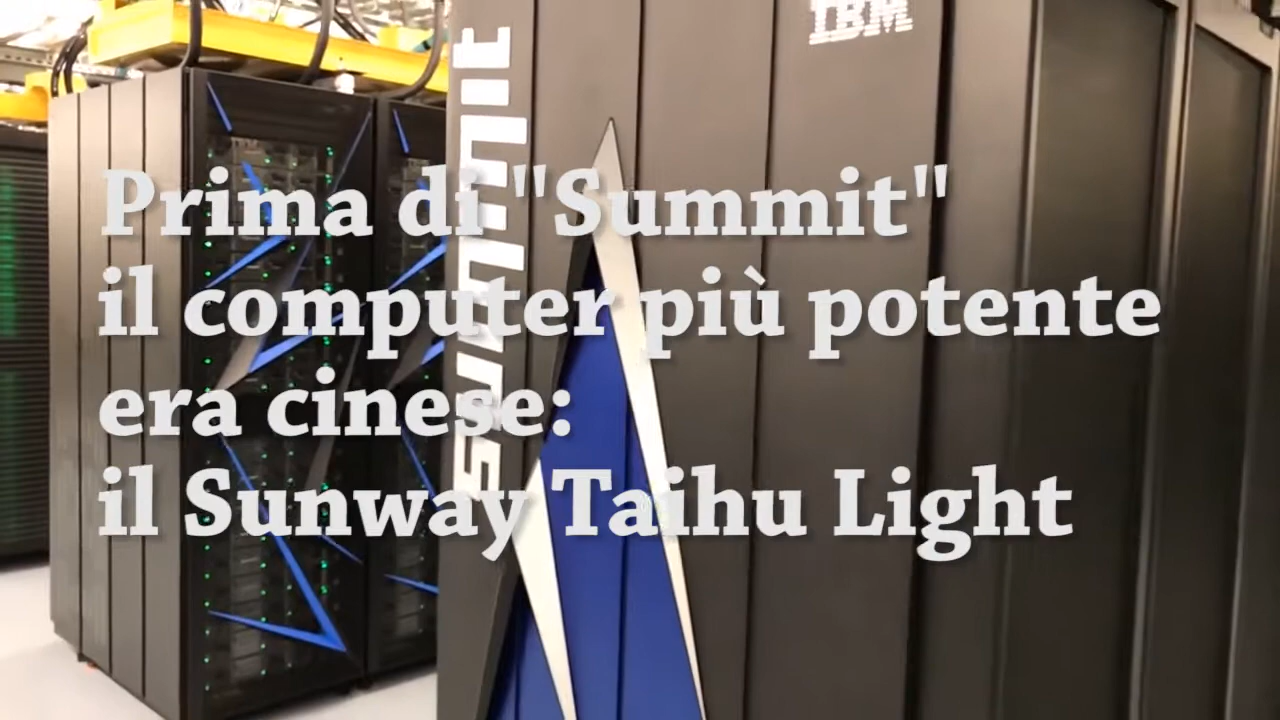 IBM
SUMMIT
Prima di "Summit"
il computer più potente
era cinese:
il Sunway Taihu Light